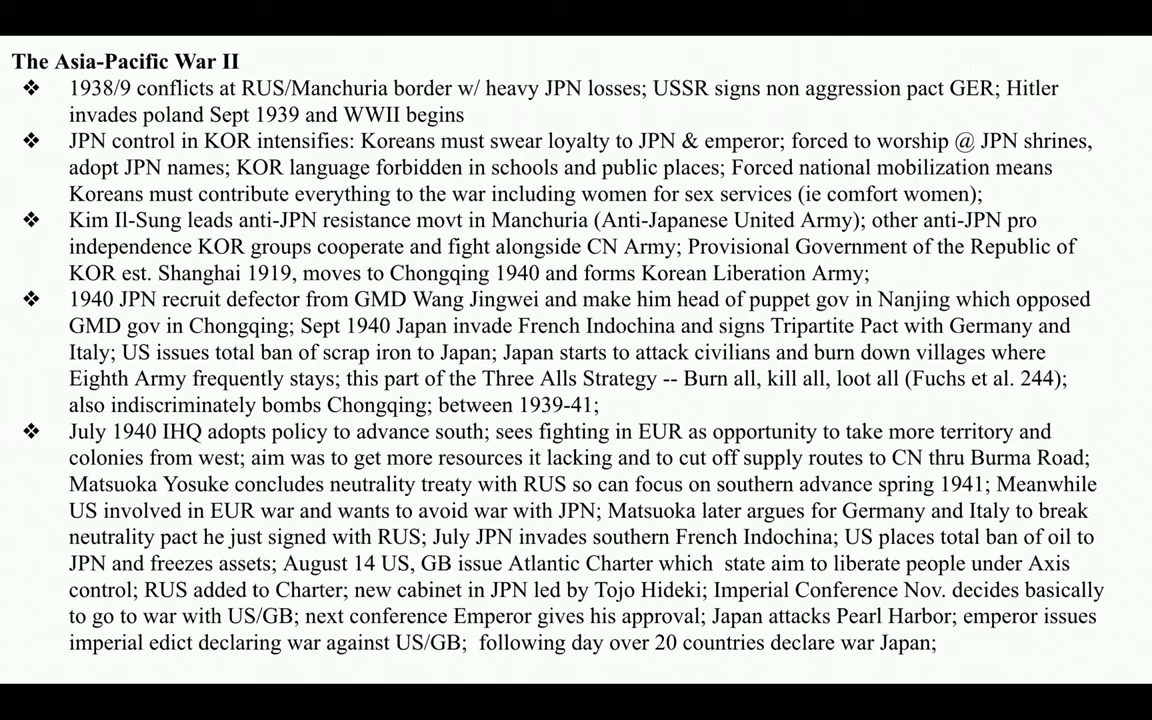 The Asia-Pacific War II
❖ 1938/9 conflicts at RUS/Manchuria border w/ heavy JPN losses; USSR signs non aggression pact GER; Hitler
invades poland Sept 1939 and WWII begins
❖ JPN control in KOR intensifies: Koreans must swear loyalty to JPN & emperor; forced to worship @ JPN shrines,
adopt JPN names; KOR language forbidden in schools and public places; Forced national mobilization means
Koreans must contribute everything to the war including women for sex services (ie comfort women);
❖ Kim Il-Sung leads anti-JPN resistance movt in Manchuria (Anti-Japanese United Army); other anti-JPN pro
independence KOR groups cooperate and fight alongside CN Army; Provisional Government of the Republic of
KOR est. Shanghai 1919, moves to Chongqing 1940 and forms Korean Liberation Army;
❖ 1940 JPN recruit defector from GMD Wang Jingwei and make him head of puppet gov in Nanjing which opposed
GMD gov in Chongqing; Sept 1940 Japan invade French Indochina and signs Tripartite Pact with Germany and
Italy; US issues total ban of scrap iron to Japan; Japan starts to attack civilians and burn down villages where
Eighth Army frequently stays; this part of the Three Alls Strategy -- Burn all, kill all, loot all (Fuchs et al. 244);
also indiscriminately bombs Chongqing; between 1939-41;
❖ July 1940 IHQ adopts policy to advance south; sees fighting in EUR as opportunity to take more territory and
colonies from west; aim was to get more resources it lacking and to cut off supply routes to CN thru Burma Road;
Matsuoka Yosuke concludes neutrality treaty with RUS so can focus on southern advance spring 1941; Meanwhile
US involved in EUR war and wants to avoid war with JPN; Matsuoka later argues for Germany and Italy to break
neutrality pact he just signed with RUS; July JPN invades southern French Indochina; US places total ban of oil to
JPN and freezes assets; August 14 US, GB issue Atlantic Charter which state aim to liberate people under Axis
control; RUS added to Charter; new cabinet in JPN led by Tojo Hideki; Imperial Conference Nov. decides basically
to go to war with US/GB; next conference Emperor gives his approval; Japan attacks Pearl Harbor; emperor issues
imperial edict declaring war against US/GB; following day over 20 countries declare war Japan;